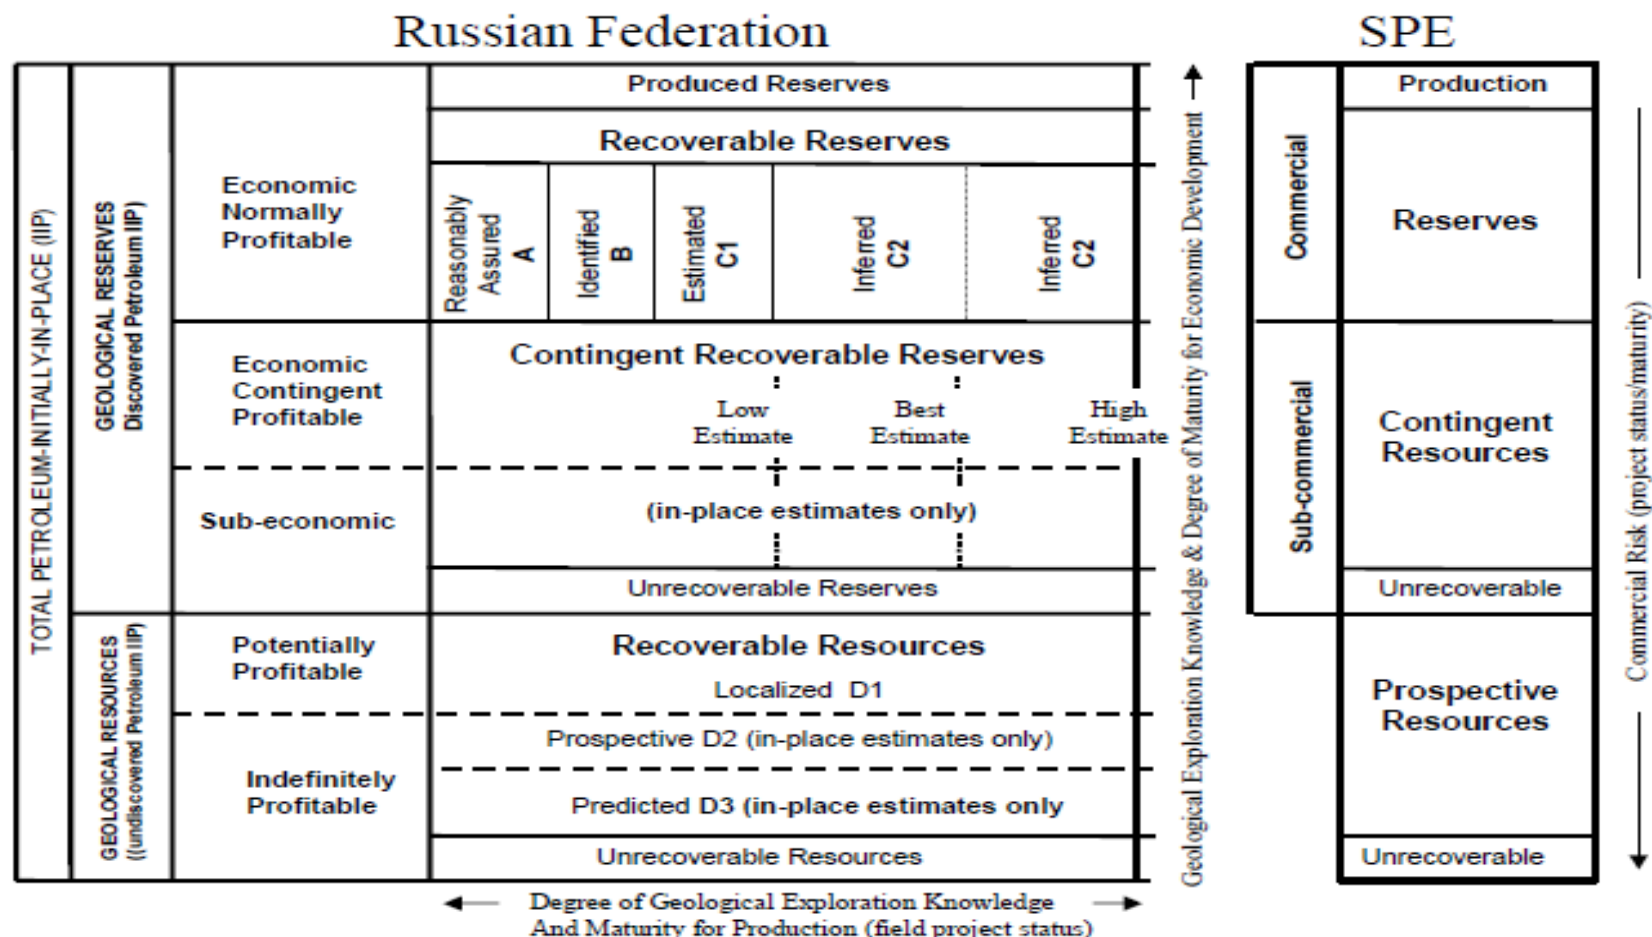 Russian Federation
SPE
TOTAL PETROLEUM-INITIALLY-IN-PLACE (IIP)
GEOLOGICAL RESERVES
Discovered Petroleum IIP)
Economic
Normally
Profitable
Produced Reserves
Recoverable Reserves
Reasonably
Assured
A
Identified
B
Estimated
C1
Inferred
C2
Inferred
C2
Economic
Contingent
Profitable
Contingent Recoverable Reserves
Low
Estimate
Best
Estimate
High
Estimate
Sub-economic
(in-place estimates only)
Unrecoverable Reserves
GEOLOGICAL RESOURCES
((undiscovered Petroleum IIP)
Potentially
Profitable
Recoverable Resources
Localized D1
Indefinitely
Profitable
Prospective D2 (in-place estimates only)
Predicted D3 (in-place estimates only
Unrecoverable Resources
Degree of Geological Exploration Knowledge
And Maturity for Production (field project status)
Geological Exploration Knowledge & Degree of Maturity for Economic Development
Commercial
Sub-commercial
Production
Reserves
Contingent
Resources
Unrecoverable
Prospective
Resources
Unrecoverable
Commercial Risk (project status/maturity)